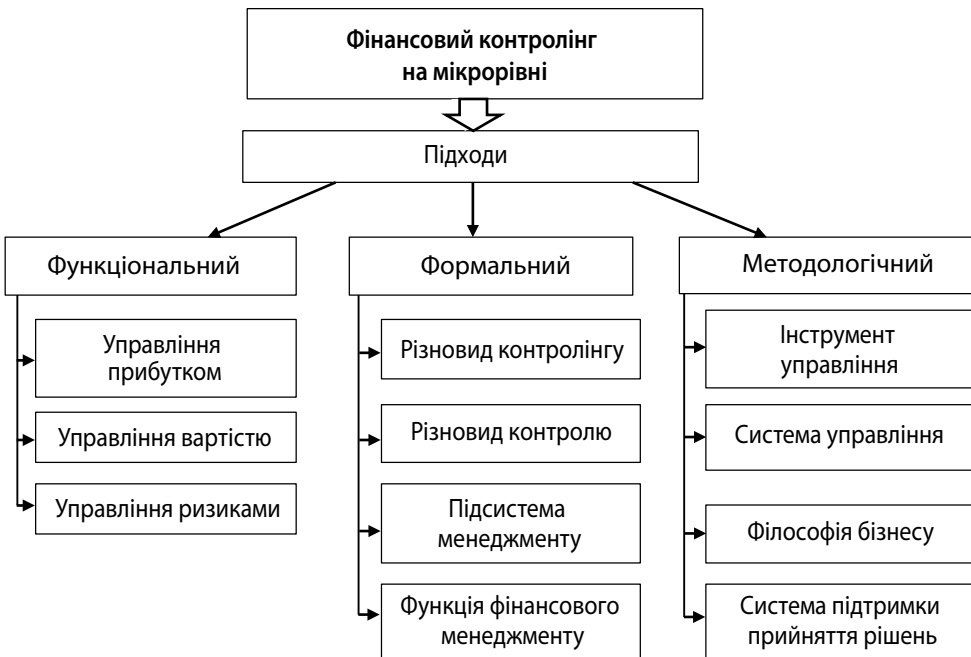 Фінансовий контролінг
на мікрорівні
Підходи
Функціональний
Управління
прибутком
Управління вартістю
Управління ризиками
Формальний
Різновид контролінгу
Різновид контролю
Підсистема
менеджменту
Функція фінансового
менеджменту
Методологічний
Інструмент
управління
Система управління
Філософія бізнесу
Система підтримки
прийняття рішень